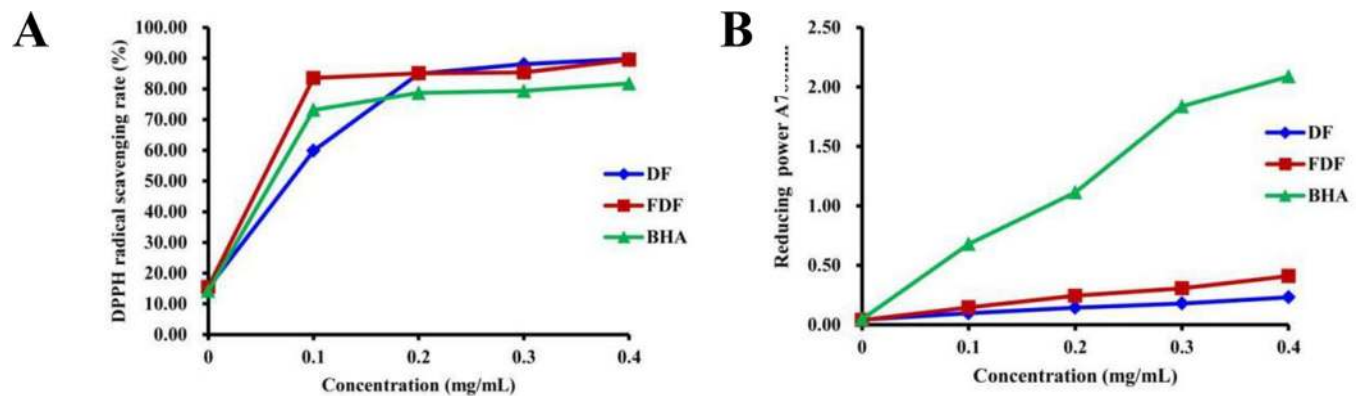 A
DPPH radical scavenging rate (%)
100.00
90.00
80.00
70.00
60.00
50.00
40.00
30.00
20.00
10.00
0.00
0
0.1
0.2
0.3
0.4
Concentration (mg/mL)
DF
FDF
BHA
B
Reducing power
2.50
2.00
1.50
1.00
0.50
0.00
0
0.1
0.2
0.3
0.4
Concentration (mg/mL)
DF
FDF
BHA